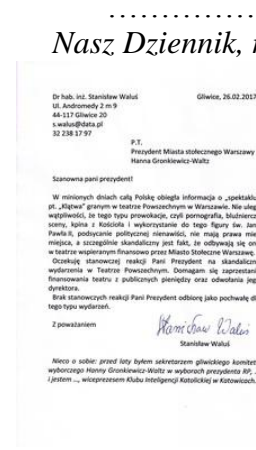 Nasz Dziennik,
Dr hab. inż. Stanisław Waluś
Gliwice, 26.02.2017
Ul. Andromedy 2 m 9
44-117 Gliwice 20
s.walus@data.pl
32 238 17 97
P.T.
Prezydent Miasta stołecznego Warszawy
Hanna Gronkiewicz-Waltz
Szanowna pani prezydent!
W minionych dniach całą Polskę obiegła informacja o „spektaklu
pt. „Klątwa" granym w teatrze Powszechnym w Warszawie. Nie uleg
wątpliwości, że tego typu prowokacje, czyli pornografia, bluźniercz
sceny, kpina z Kościoła i wykorzystanie do tego figury św. Jan
Pawła II, podsycanie politycznej nienawiści, nie mają prawa mie
miejsca, a szczególnie skandaliczny jest fakt, że odbywają się on
w teatrze wspieranym finansowo przez Miasto Stołeczne Warszawę.
Oczekuję stanowczej reakcji Pani Prezydent na skandaliczn
wydarzenia w Teatrze Powszechnym. Domagam się zaprzestani
finansowania teatru z publicznych pieniędzy oraz odwołania jeg
dyrektora.
Brak stanowczych reakcji Pani Prezydent odbiorę jako pochwałę dl
tego typu wydarzeń.
Z poważaniem
Stanisław Waluś
Stanisław Waluś
Nieco o sobie: przed laty byłem sekretarzem gliwickiego komitet
wyborczego Hanny Gronkiewicz-Waltz w wyborach prezydenta RP, .
i jestem ..., wiceprezesem Klubu Inteligencji Katolickiej w Katowicach.